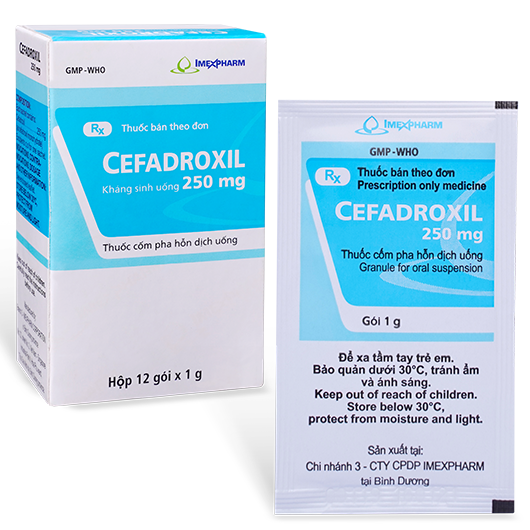 CEFADROXIL
250 mg
GMP-WHO
IMEXPHARM
Rx Thuốc bán theo đơn
CEFADROXIL
Kháng sinh uống 250 mg
Thuốc cốm pha hỗn dịch uống
Hộp 12 gói x 1 g
IMEXPHARM
GMP-WHO
Rx Thuốc bán theo đơn
Prescription only medicine
CEFADROXIL
250 mg
Thuốc cốm pha hỗn dịch uống
Granule for oral suspension
Gói 1 g
Để xa tầm tay trẻ em.
Bảo quản dưới 30°C, tránh ẩm
và ánh sáng.
Keep out of reach of children.
Store below 30°C,
protect from moisture and light.
Sản xuất tại:
Chi nhánh 3 - CTY CPDP IMEXPHARM
tại Bình Dương